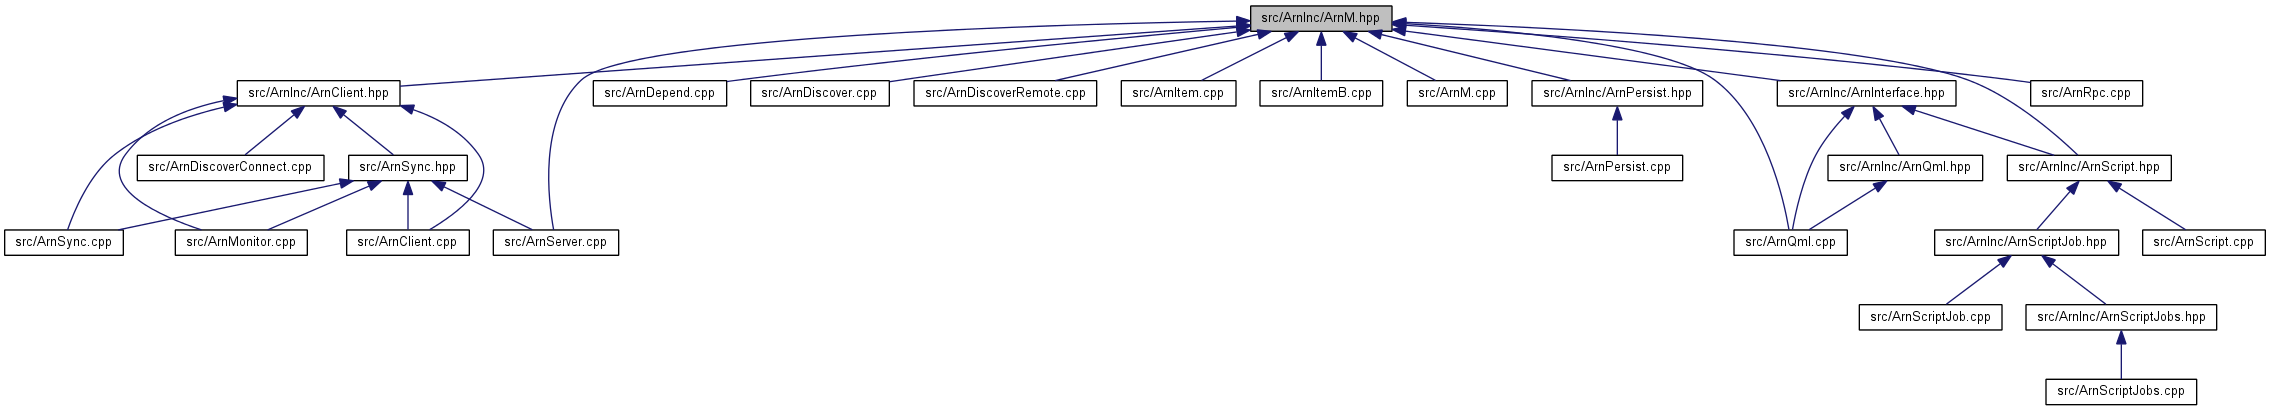 src/ArnInc/ArnM.hpp
src/ArnInc/ArnClient.hpp
src/ArnDepend.cpp
src/ArnDiscover.cpp
src/ArnDiscoverRemote.cpp
src/ArnItem.cpp
src/ArnItemB.cpp
src/ArnM.cpp
src/ArnInc/ArnPersist.hpp
src/ArnInc/ArnInterface.hpp
src/ArnRpc.cpp
src/ArnDiscoverConnect.cpp
src/ArnSync.hpp
src/ArnPersist.cpp
src/ArnInc/ArnQml.hpp
src/ArnInc/ArnScript.hpp
src/ArnSync.cpp
src/ArnMonitor.cpp
src/ArnClient.cpp
src/ArnServer.cpp
src/ArnQml.cpp
src/ArnInc/ArnScriptJob.hpp
src/ArnScript.cpp
src/ArnScriptJob.cpp
src/ArnInc/ArnScriptJobs.hpp
src/ArnScriptJobs.cpp